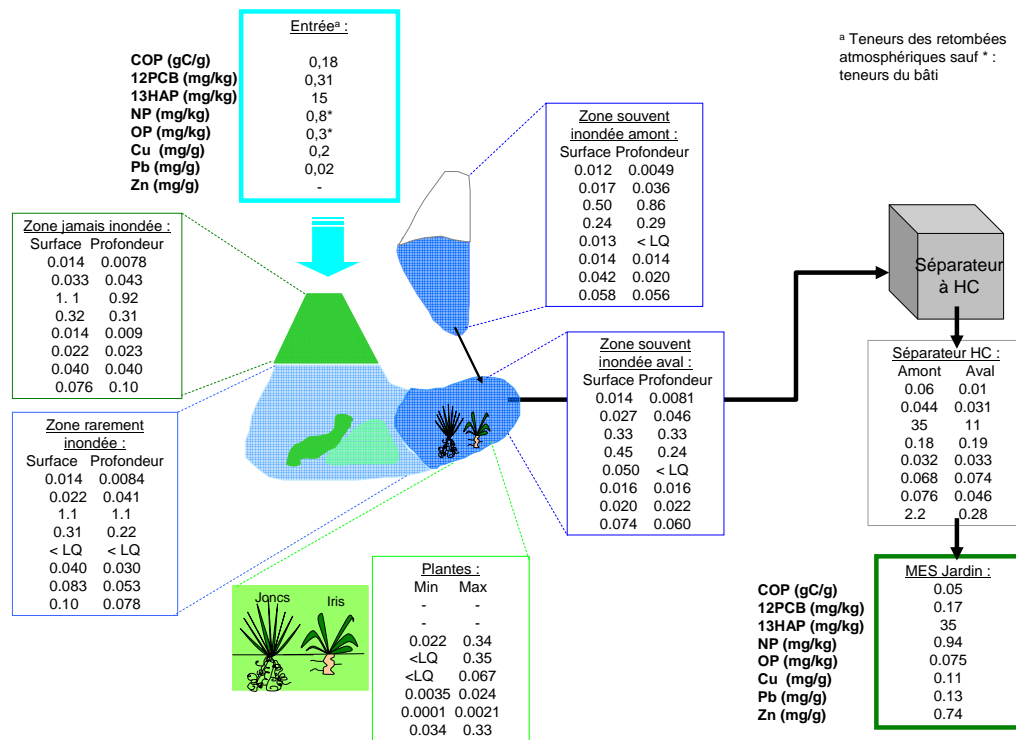 Entréeᵃ :
COP (gC/g) 0,18
12PCB (mg/kg) 0,31
13HAP (mg/kg) 15
NP (mg/kg) 0,8*
OP (mg/kg) 0,3*
Cu (mg/g) 0,2
Pb (mg/g) 0,02
Zn (mg/g) -
ᵃ Teneurs des retombées
atmosphériques sauf * :
teneurs du bâti
Zone souvent
inondée amont :
Surface Profondeur
0.012 0.0049
0.017 0.036
0.50 0.86
0.24 0.29
0.013 < LQ
0.014 0.014
0.042 0.020
0.058 0.056
Zone jamais inondée :
Surface Profondeur
0.014 0.0078
0.033 0.043
1. 1 0.92
0.32 0.31
0.014 0.009
0.022 0.023
0.040 0.040
0.076 0.10
Séparateur
à HC
Zone souvent
inondée aval :
Surface Profondeur
0.014 0.0081
0.027 0.046
0.33 0.33
0.45 0.24
0.050 < LQ
0.016 0.016
0.020 0.022
0.074 0.060
Séparateur HC :
Amont Aval
0.06 0.01
0.044 0.031
35 11
0.18 0.19
0.032 0.033
0.068 0.074
0.076 0.046
2.2 0.28
Zone rarement
inondée :
Surface Profondeur
0.014 0.0084
0.022 0.041
1.1 1.1
0.31 0.22
< LQ < LQ
0.040 0.030
0.083 0.053
0.10 0.078
Joncs Iris
Plantes :
Min Max
- -
- -
0.022 0.34
<LQ 0.35
<LQ 0.067
0.0035 0.024
0.0001 0.0021
0.034 0.33
MES Jardin :
COP (gC/g) 0.05
12PCB (mg/kg) 0.17
13HAP (mg/kg) 35
NP (mg/kg) 0.94
OP (mg/kg) 0.075
Cu (mg/g) 0.11
Pb (mg/g) 0.13
Zn (mg/g) 0.74